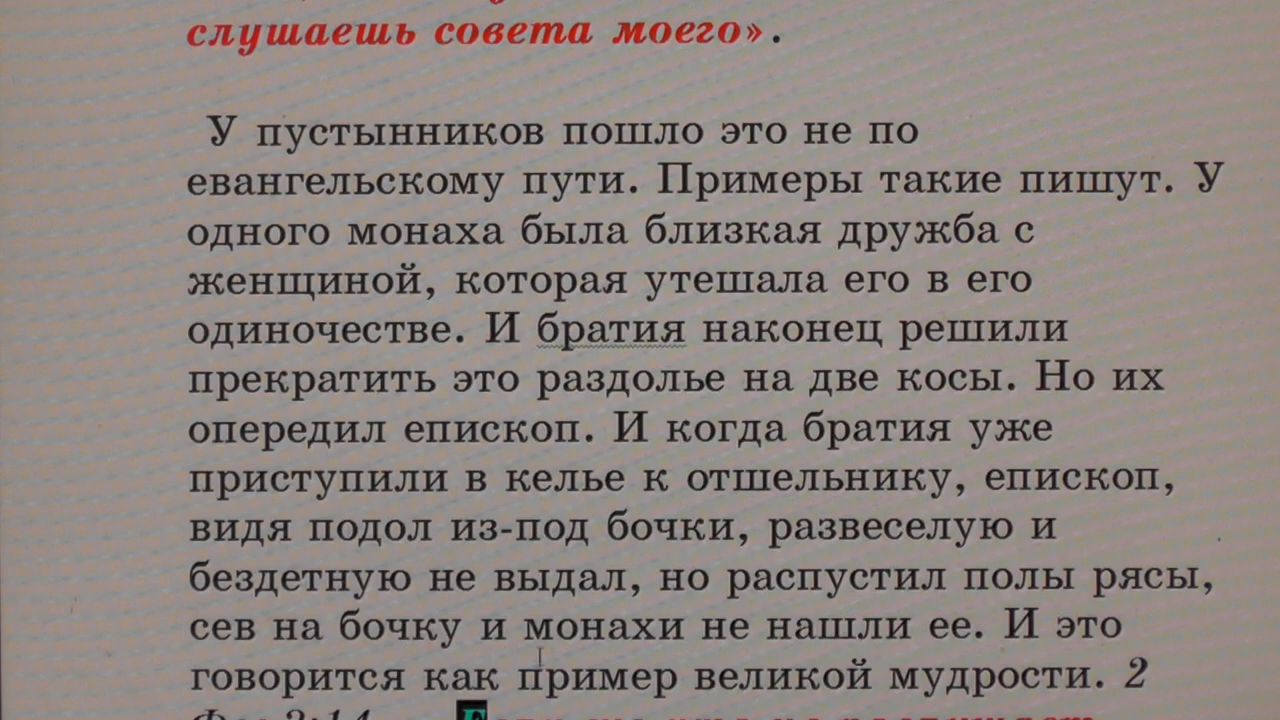 слушаешь совета моего».
У пустынников пошло это не по
евангельскому пути. Примеры такие пишут. У
одного монаха была близкая дружба с
женщиной, которая утешала его в его
одиночестве. И братия наконец решили
прекратить это раздолье на две косы. Но их
опередил епископ. И когда братия уже
приступили в келье к отшельнику, епископ,
видя подол из-под бочки, развеселую и
бездетную не выдал, но распустил полы рясы,
сев на бочку и монахи не нашли ее. И это
говорится как пример великой мудрости. 2